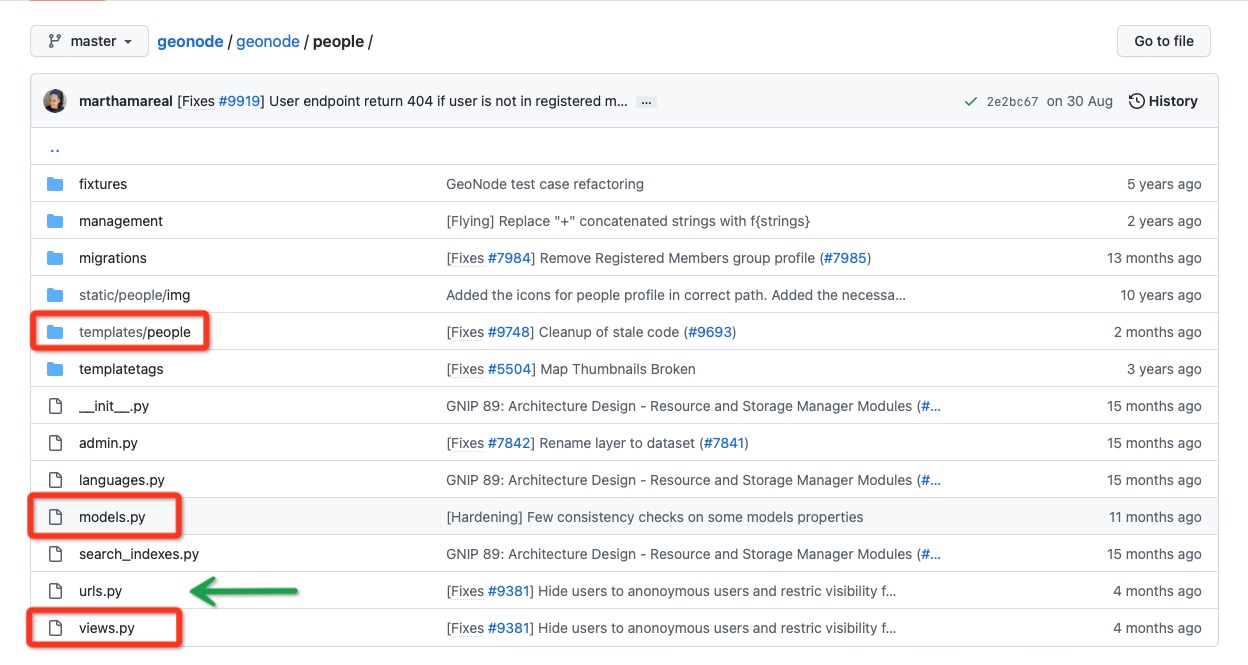 master geonode / geonode / people / Go to file
marthamareal [Fixes #9919] User endpoint return 404 if user is not in registered m... ... 2e2bc67 on 30 Aug History
..
fixtures GeoNode test case refactoring 5 years ago
management [Flying] Replace "+" concatenated strings with f{strings} 2 years ago
migrations [Fixes #7984] Remove Registered Members group profile (#7985) 13 months ago
static/people/img Added the icons for people profile in correct path. Added the necessa... 10 years ago
templates/people [Fixes #9748] Cleanup of stale code (#9693) 2 months ago
templatetags [Fixes #5504] Map Thumbnails Broken 3 years ago
__init__.py GNIP 89: Architecture Design - Resource and Storage Manager Modules (#... 15 months ago
admin.py [Fixes #7842] Rename layer to dataset (#7841) 15 months ago
languages.py GNIP 89: Architecture Design - Resource and Storage Manager Modules (#... 15 months ago
models.py [Hardening] Few consistency checks on some models properties 11 months ago
search_indexes.py GNIP 89: Architecture Design - Resource and Storage Manager Modules (#... 15 months ago
urls.py [Fixes #9381] Hide users to anonoymous users and restric visibility f... 4 months ago
views.py [Fixes #9381] Hide users to anonoymous users and restric visibility f... 4 months ago